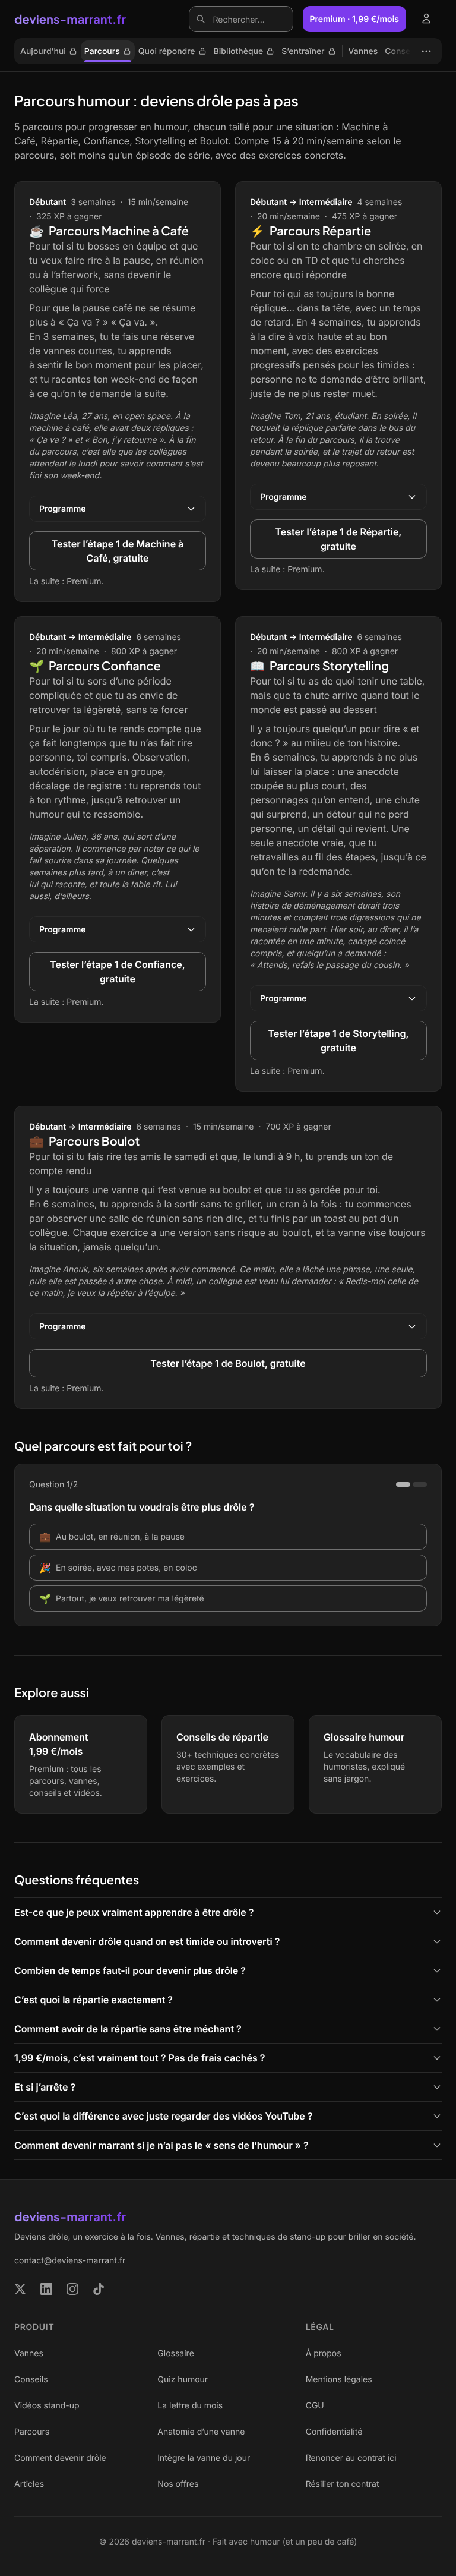 deviens-marrant.fr
Rechercher...
Premium · 1,99 €/mois
Aujourd’hui
Parcours
Quoi répondre
Bibliothèque
S’entraîner
Vannes
Parcours humour : deviens drôle pas à pas
5 parcours pour progresser en humour, chacun taillé pour une situation : Machine à
Café, Répartie, Confiance, Storytelling et Boulot. Compte 15 à 20 min/semaine selon le
parcours, soit moins qu’un épisode de série, avec des exercices concrets.
Débutant 3 semaines · 15 min/semaine
· 325 XP à gagner
☕ Parcours Machine à Café
Pour toi si tu bosses en équipe et que
tu veux faire rire à la pause, en réunion
ou à l’afterwork, sans devenir le
collègue qui force
Pour que la pause café ne se résume
plus à « Ça va ? » « Ça va. ».
En 3 semaines, tu te fais une réserve
de vannes courtes, tu apprends
à sentir le bon moment pour les placer,
et tu racontes ton week-end de façon
à ce qu’on te demande la suite.
Imagine Léa, 27 ans, en open space. À la
machine à café, elle avait deux répliques :
« Ça va ? » et « Bon, j’y retourne ». À la fin
du parcours, c’est elle que les collègues
attendent le lundi pour savoir comment s’est
fini son week-end.
Programme
Tester l’étape 1 de Machine à
Café, gratuite
La suite : Premium.
Débutant → Intermédiaire 4 semaines
· 20 min/semaine · 475 XP à gagner
⚡ Parcours Répartie
Pour toi si on te chambre en soirée, en
coloc ou en TD et que tu cherches
encore quoi répondre
Pour toi qui as toujours la bonne
réplique… dans ta tête, avec un temps
de retard. En 4 semaines, tu apprends
à la dire à voix haute et au bon
moment, avec des exercices
progressifs pensés pour les timides :
personne ne te demande d’être brillant,
juste de ne plus rester muet.
Imagine Tom, 21 ans, étudiant. En soirée, il
trouvait la réplique parfaite dans le bus du
retour. À la fin du parcours, il la trouve
pendant la soirée, et le trajet du retour est
devenu beaucoup plus reposant.
Programme
Tester l’étape 1 de Répartie,
gratuite
La suite : Premium.
Débutant → Intermédiaire 6 semaines
· 20 min/semaine · 800 XP à gagner
🌱 Parcours Confiance
Pour toi si tu sors d’une période
compliquée et que tu as envie de
retrouver ta légèreté, sans te forcer
Pour le jour où tu te rends compte que
ça fait longtemps que tu n’as fait rire
personne, toi compris. Observation,
autodérision, place en groupe,
décalage de registre : tu reprends tout
à ton rythme, jusqu’à retrouver un
humour qui te ressemble.
Imagine Julien, 36 ans, qui sort d’une
séparation. Il commence par noter ce qui le
fait sourire dans sa journée. Quelques
semaines plus tard, à un dîner, c’est
lui qui raconte, et toute la table rit. Lui
aussi, d’ailleurs.
Programme
Tester l’étape 1 de Confiance,
gratuite
La suite : Premium.
Débutant → Intermédiaire 6 semaines
· 20 min/semaine · 800 XP à gagner
📖 Parcours Storytelling
Pour toi si tu as de quoi tenir une table,
mais que ta chute arrive quand tout le
monde est passé au dessert
Il y a toujours quelqu’un pour dire « et
donc ? » au milieu de ton histoire.
En 6 semaines, tu apprends à ne plus
lui laisser la place : une anecdote
coupée au plus court, des
personnages qu’on entend, une chute
qui surprend, un détour qui ne perd
personne, un détail qui revient. Une
seule anecdote vraie, que tu
retravailles au fil des étapes, jusqu’à ce
qu’on te la redemande.
Imagine Samir. Il y a six semaines, son
histoire de déménagement durait trois
minutes et comptait trois digressions qui ne
menaient nulle part. Hier soir, au dîner, il l’a
racontée en une minute, canapé coincé
compris, et quelqu’un a demandé :
« Attends, refais le passage du cousin. »
Programme
Tester l’étape 1 de Storytelling,
gratuite
La suite : Premium.
Débutant → Intermédiaire 6 semaines · 15 min/semaine · 700 XP à gagner
💼 Parcours Boulot
Pour toi si tu fais rire tes amis le samedi et que, le lundi à 9 h, tu prends un ton de
compte rendu
Il y a toujours une vanne qui t’est venue au boulot et que tu as gardée pour toi.
En 6 semaines, tu apprends à la sortir sans te griller, un cran à la fois : tu commences
par observer une salle de réunion sans rien dire, et tu finis par un toast au pot d’un
collègue. Chaque exercice a une version sans risque au boulot, et ta vanne vise toujours
la situation, jamais quelqu’un.
Imagine Anouk, six semaines après avoir commencé. Ce matin, elle a lâché une phrase, une seule,
puis elle est passée à autre chose. À midi, un collègue est venu lui demander : « Redis-moi celle de
ce matin, je veux la répéter à l’équipe. »
Programme
Tester l’étape 1 de Boulot, gratuite
La suite : Premium.
Quel parcours est fait pour toi ?
Question 1/2
Dans quelle situation tu voudrais être plus drôle ?
💼 Au boulot, en réunion, à la pause
🎉 En soirée, avec mes potes, en coloc
🌱 Partout, je veux retrouver ma légèreté
Explore aussi
Abonnement
1,99 €/mois
Premium : tous les
parcours, vannes,
conseils et vidéos.
Conseils de répartie
30+ techniques concrètes
avec exemples et
exercices.
Glossaire humour
Le vocabulaire des
humoristes, expliqué
sans jargon.
Questions fréquentes
Est-ce que je peux vraiment apprendre à être drôle ?
Comment devenir drôle quand on est timide ou introverti ?
Combien de temps faut-il pour devenir plus drôle ?
C’est quoi la répartie exactement ?
Comment avoir de la répartie sans être méchant ?
1,99 €/mois, c’est vraiment tout ? Pas de frais cachés ?
Et si j’arrête ?
C’est quoi la différence avec juste regarder des vidéos YouTube ?
Comment devenir marrant si je n’ai pas le « sens de l’humour » ?
deviens-marrant.fr
Deviens drôle, un exercice à la fois. Vannes, répartie et techniques de stand-up pour briller en société.
contact@deviens-marrant.fr
PRODUIT
Vannes
Conseils
Vidéos stand-up
Parcours
Comment devenir drôle
Articles
Glossaire
Quiz humour
La lettre du mois
Anatomie d’une vanne
Intègre la vanne du jour
Nos offres
LÉGAL
À propos
Mentions légales
CGU
Confidentialité
Renoncer au contrat ici
Résilier ton contrat
© 2026 deviens-marrant.fr · Fait avec humour (et un peu de café)